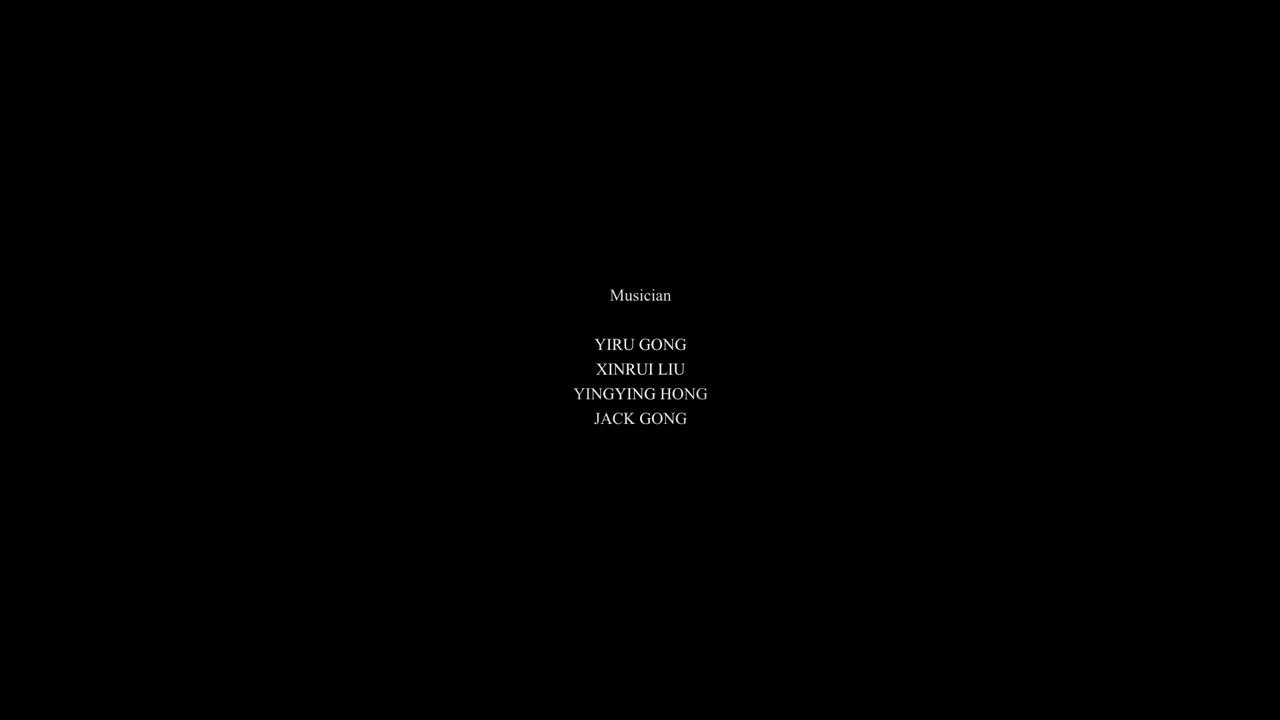 Musician
YIRU GONG
XINRUI LIU
YINGYING HONG
JACK GONG